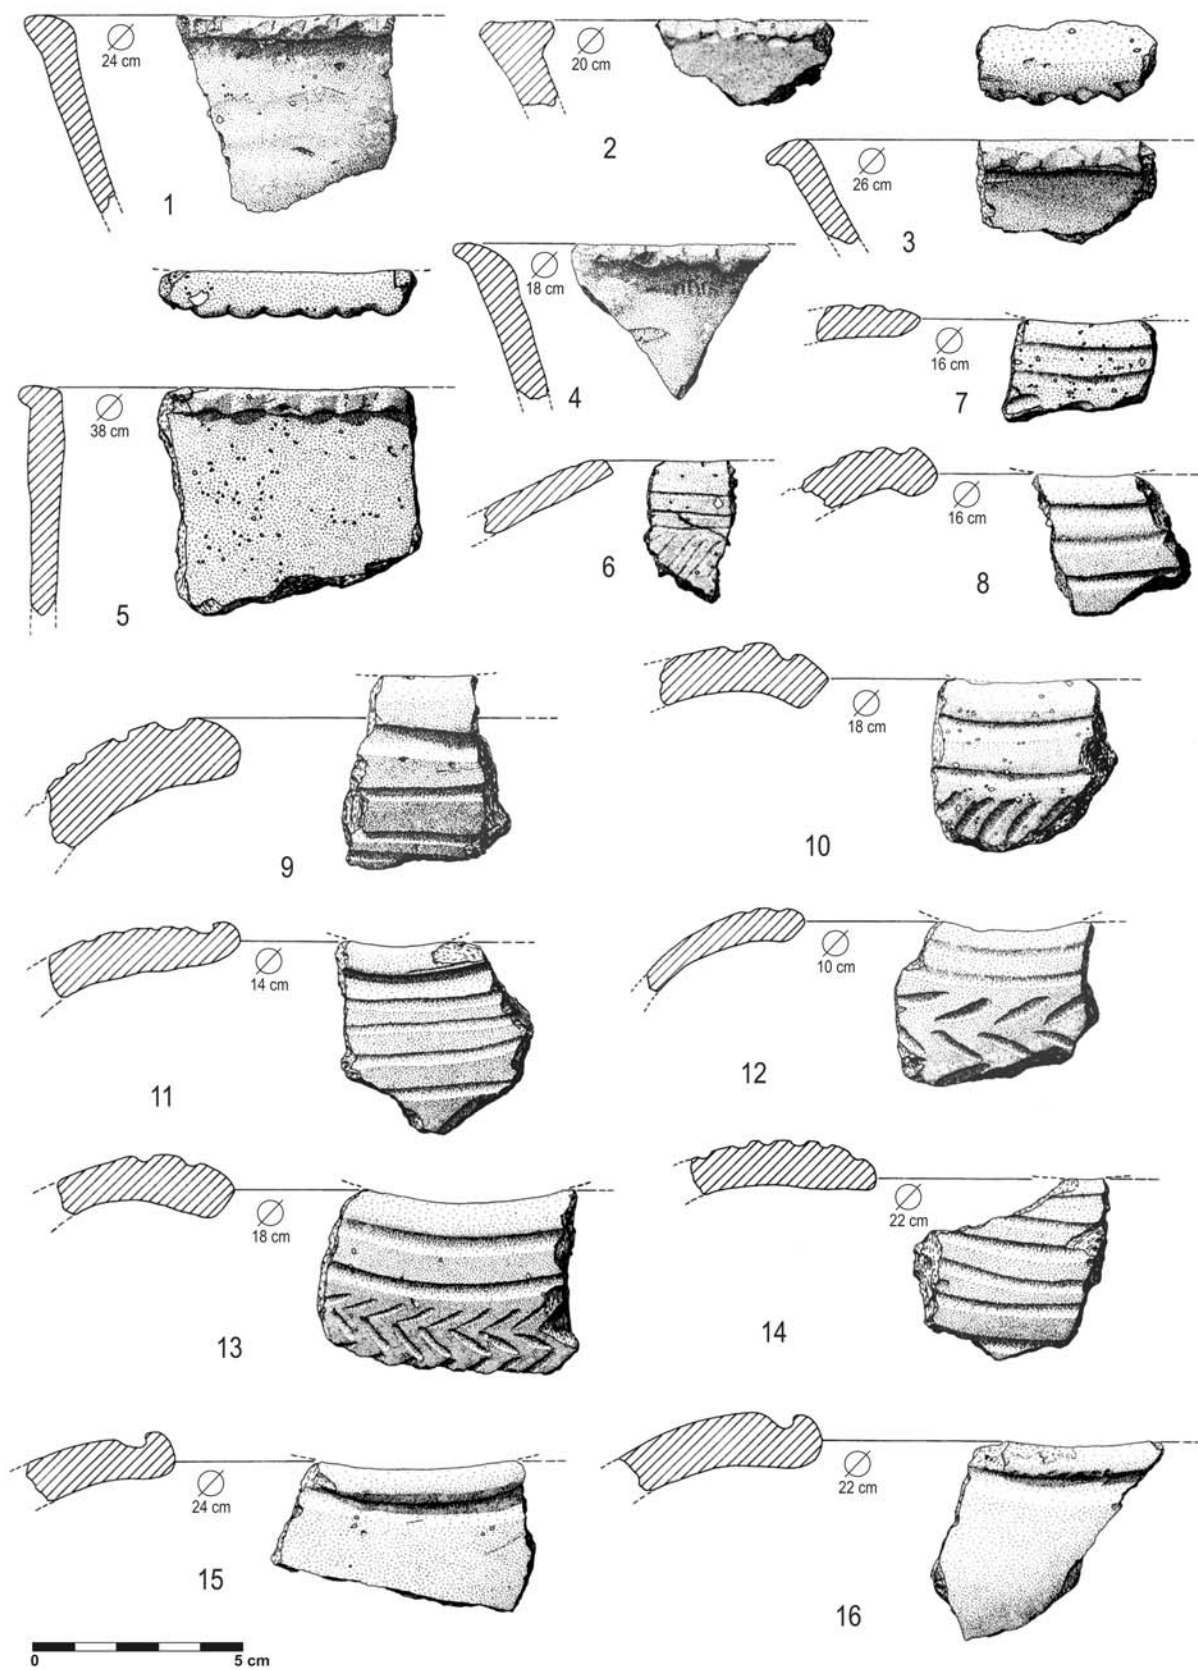 ∅ 24 cm
1
∅ 20 cm
2
∅ 26 cm
3
∅ 18 cm
4
∅ 38 cm
5
6
∅ 16 cm
7
∅ 16 cm
8
9
∅ 18 cm
10
∅ 14 cm
11
∅ 10 cm
12
∅ 18 cm
13
∅ 22 cm
14
∅ 24 cm
15
∅ 22 cm
16
0 5 cm